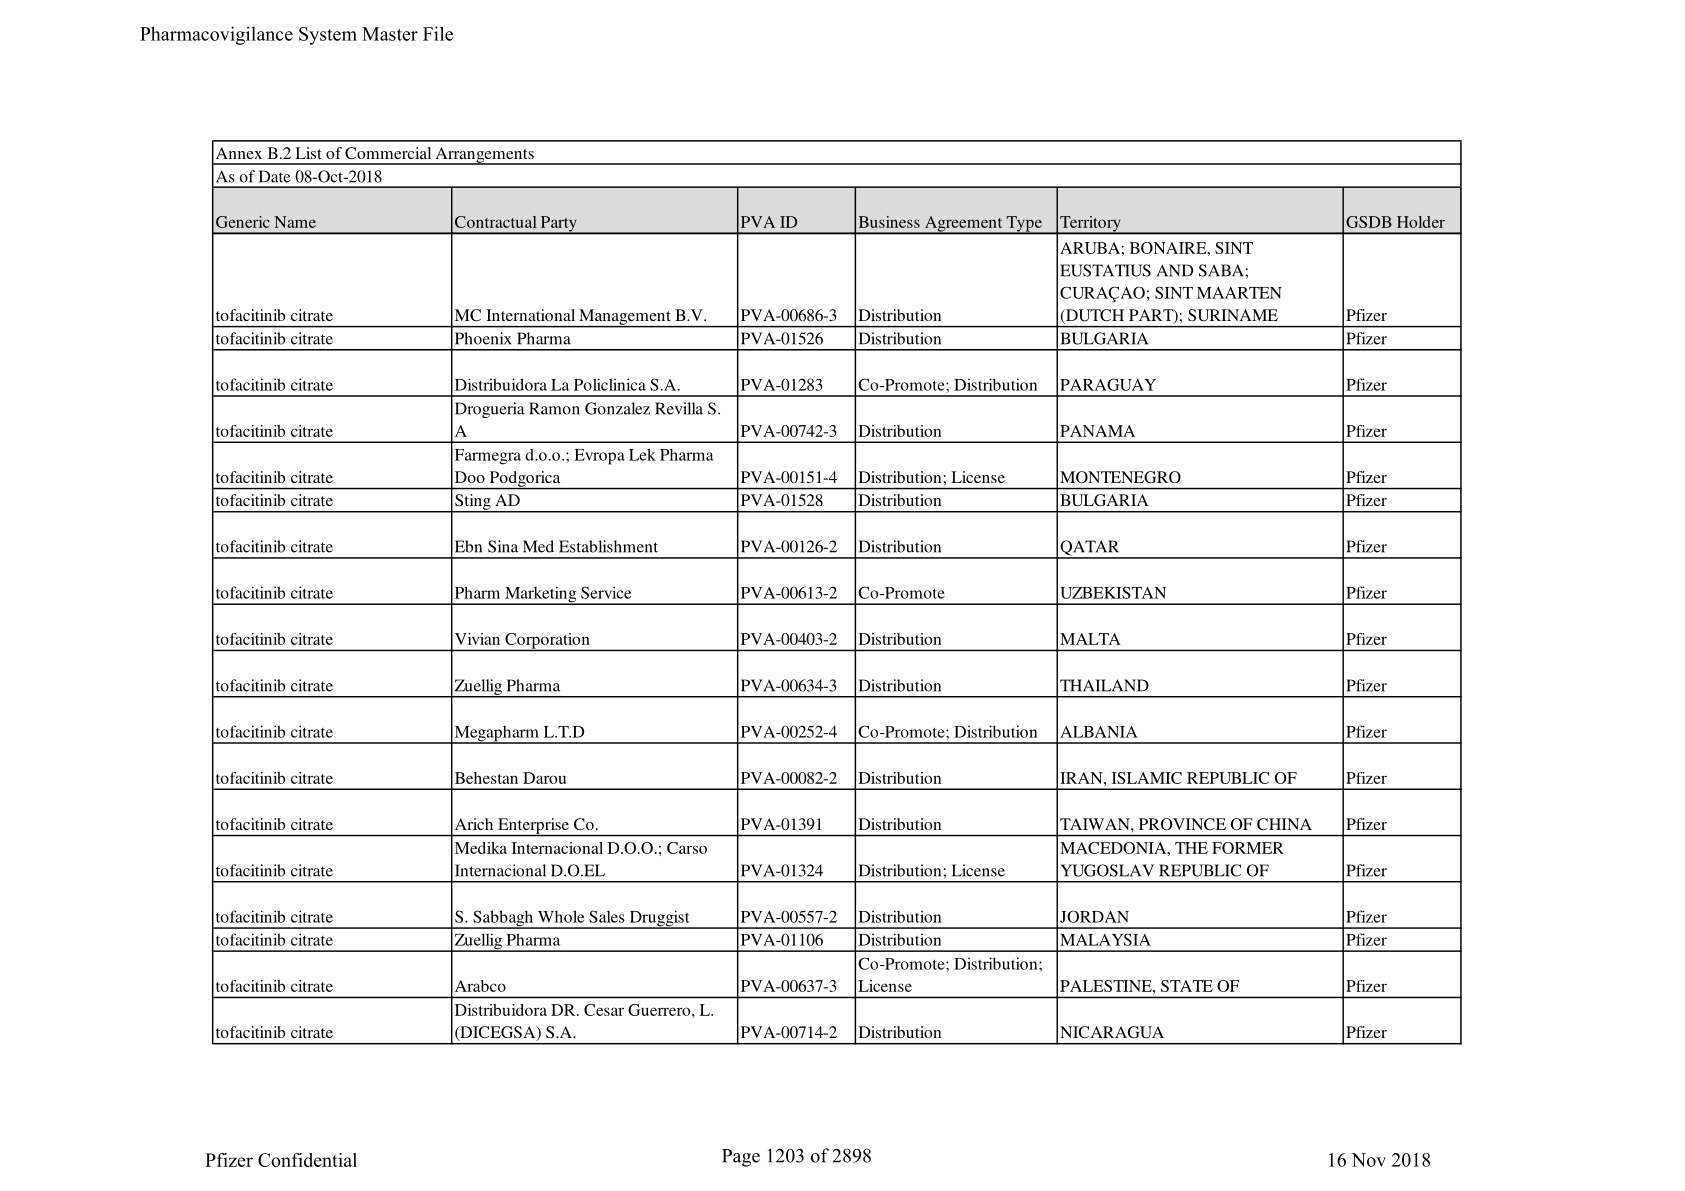 Pharmacovigilance System Master File
Annex B.2 List of Commercial Arrangements
As of Date 08-Oct-2018
Generic Name Contractual Party PVA ID Business Agreement Type Territory GSDB Holder
ARUBA; BONAIRE, SINT
EUSTATIUS AND SABA;
CURAÇAO; SINT MAARTEN
tofacitinib citrate MC International Management B.V. PVA-00686-3 Distribution (DUTCH PART); SURINAME Pfizer
tofacitinib citrate Phoenix Pharma PVA-01526 Distribution BULGARIA Pfizer
tofacitinib citrate Distribuidora La Policlinica S.A. PVA-01283 Co-Promote; Distribution PARAGUAY Pfizer
Drogueria Ramon Gonzalez Revilla S.
tofacitinib citrate A PVA-00742-3 Distribution PANAMA Pfizer
Farmegra d.o.o.; Evropa Lek Pharma
tofacitinib citrate Doo Podgorica PVA-00151-4 Distribution; License MONTENEGRO Pfizer
tofacitinib citrate Sting AD PVA-01528 Distribution BULGARIA Pfizer
tofacitinib citrate Ebn Sina Med Establishment PVA-00126-2 Distribution QATAR Pfizer
tofacitinib citrate Pharm Marketing Service PVA-00613-2 Co-Promote UZBEKISTAN Pfizer
tofacitinib citrate Vivian Corporation PVA-00403-2 Distribution MALTA Pfizer
tofacitinib citrate Zuellig Pharma PVA-00634-3 Distribution THAILAND Pfizer
tofacitinib citrate Megapharm L.T.D PVA-00252-4 Co-Promote; Distribution ALBANIA Pfizer
tofacitinib citrate Behestan Darou PVA-00082-2 Distribution IRAN, ISLAMIC REPUBLIC OF Pfizer
tofacitinib citrate Arich Enterprise Co. PVA-01391 Distribution TAIWAN, PROVINCE OF CHINA Pfizer
Medika Internacional D.O.O.; Carso MACEDONIA, THE FORMER
tofacitinib citrate Internacional D.O.EL PVA-01324 Distribution; License YUGOSLAV REPUBLIC OF Pfizer
tofacitinib citrate S. Sabbagh Whole Sales Druggist PVA-00557-2 Distribution JORDAN Pfizer
tofacitinib citrate Zuellig Pharma PVA-01106 Distribution MALAYSIA Pfizer
Co-Promote; Distribution;
tofacitinib citrate Arabco PVA-00637-3 License PALESTINE, STATE OF Pfizer
Distribuidora DR. Cesar Guerrero, L.
tofacitinib citrate (DICEGSA) S.A. PVA-00714-2 Distribution NICARAGUA Pfizer
Pfizer Confidential Page 1203 of 2898 16 Nov 2018